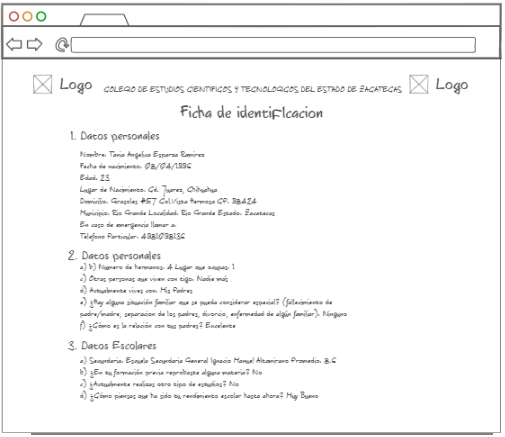 Logo COLEGIO DE ESTUDIOS CIENTIFICOS Y TECNOLOGICOS DEL ESTADO DE ZACATECAS Logo
Ficha de identificacion
1. Datos personales
Nombre: Tania Angelica Esparza Ramirez
Fecha de nacimiento: 08/04/1996
Edad: 23
Lugar de Nacimiento: Cd. Juarez, Chihuahua
Domicilio: Girasoles #57 Col.Vista Hermosa CP. 98424
Municipio: Rio Grande Localidad: Rio Grande Estado: Zacatecas
En caso de emergencia llamar a:
Telefono Particular: 4981098136
2. Datos personales
a) b) Numero de hermanos: 4 Lugar que ocupas: 1
c) Otras personas que viven con tigo: Nadie más
d) Actualmente vives con: Mis Padres
e) ¿Hay alguna situación familiar que se pueda considerar especial? (fallecimiento de
padre/madre, separacion de los padres, divorcio, enfermedad de algún familiar): Ninguno
f) ¿Cómo es la relación con tus padres? Excelente
3. Datos Escolares
a) Secundaria: Escuela Secundaria General Ignacio Manuel Altamirano Promedio: 8.6
b) ¿En tu formación previa reprobaste alguna materia? No
c) ¿Actualmente realizas otro tipo de estudios? No
d) ¿Cómo piensas que ha sido tu rendimiento escolar hasta ahora? Muy Bueno